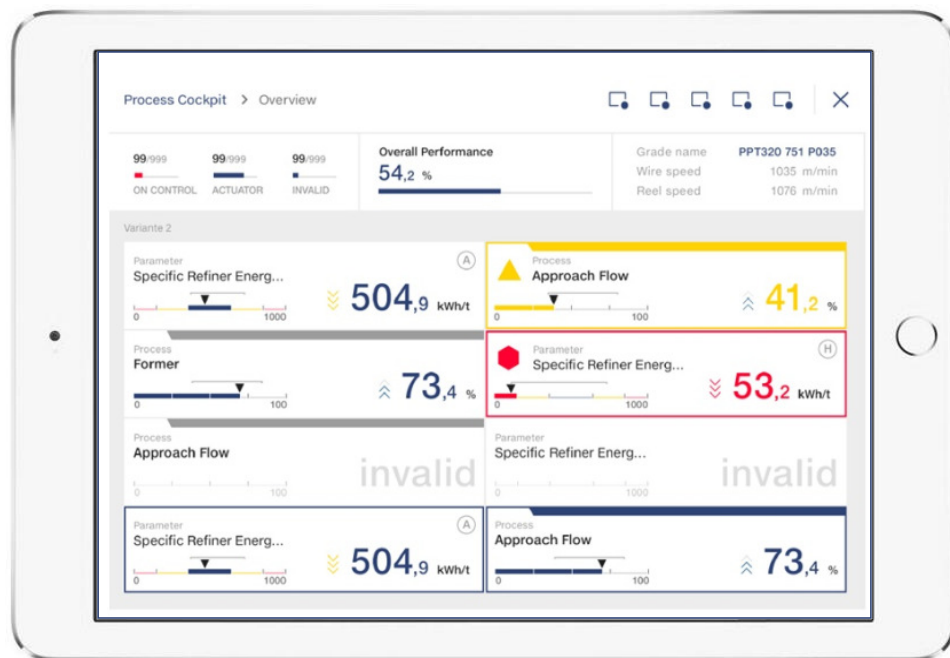 Process Cockpit > Overview
99/999
99/999
99/999
ON CONTROL
ACTUATOR
INVALID
Overall Performance
54,2 %
Grade name PPT320 751 P035
Wire speed 1035 m/min
Reel speed 1076 m/min
Variante 2
Parameter
A
Specific Refiner Energ...
504,9 kWh/t
0 1000
Process
Approach Flow
41,2 %
0 100
Process
Former
73,4 %
0 100
Parameter
H
Specific Refiner Energ...
53,2 kWh/t
0 1000
Process
Approach Flow
invalid
0 100
Parameter
Specific Refiner Energ...
invalid
0 1000
Parameter
A
Specific Refiner Energ...
504,9 kWh/t
0 1000
Process
Approach Flow
73,4 %
0 100